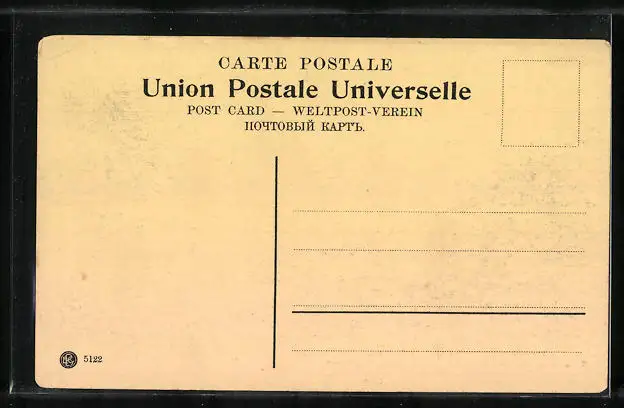 CARTE POSTALE
Union Postale Universelle
POST CARD — WELTPOST-VEREIN
ПОЧТОВЫЙ КАРТЪ.
5122